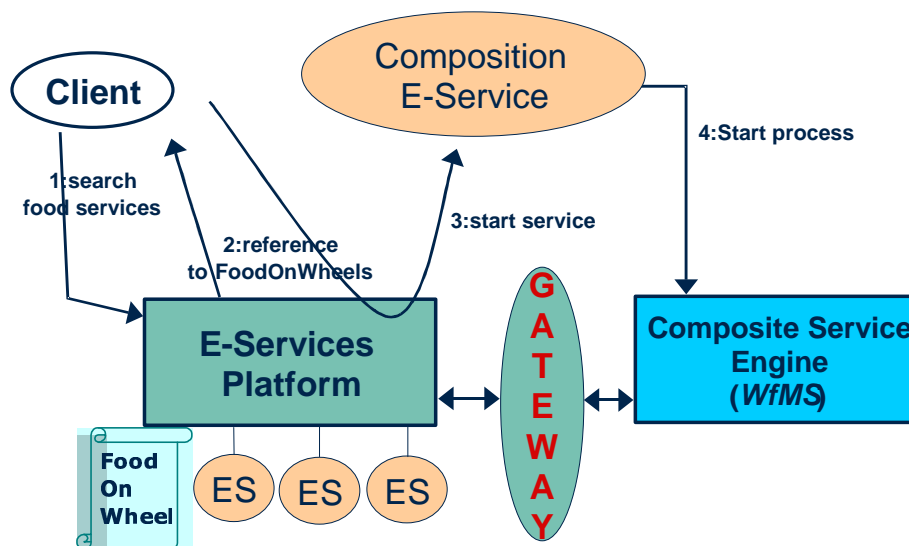 Client
Composition
E-Service
4:Start process
1:search
food services
2:reference
to FoodOnWheels
3:start service
E-Services
Platform
G
A
T
E
W
A
Y
Composite Service
Engine
(WfMS)
Food
On
Wheel
ES
ES
ES